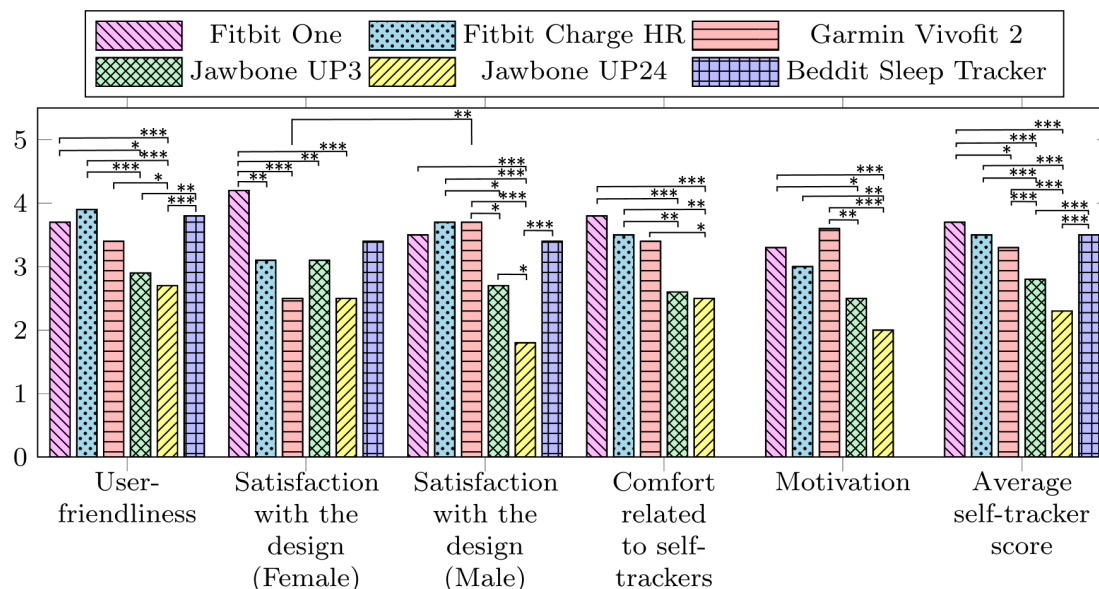 Fitbit One Fitbit Charge HR Garmin Vivofit 2
Jawbone UP3 Jawbone UP24 Beddit Sleep Tracker
5
4
3
2
1
0
** 
*** * *** *** * ** ***
*** ** *** **
*** *** * *** * *** *
*** *** ** ** *
*** * ** *** **
*** *** * *** *** *** *** *** ***
User-
friendliness
Satisfaction
with the
design
(Female)
Satisfaction
with the
design
(Male)
Comfort
related
to self-
trackers
Motivation
Average
self-tracker
score